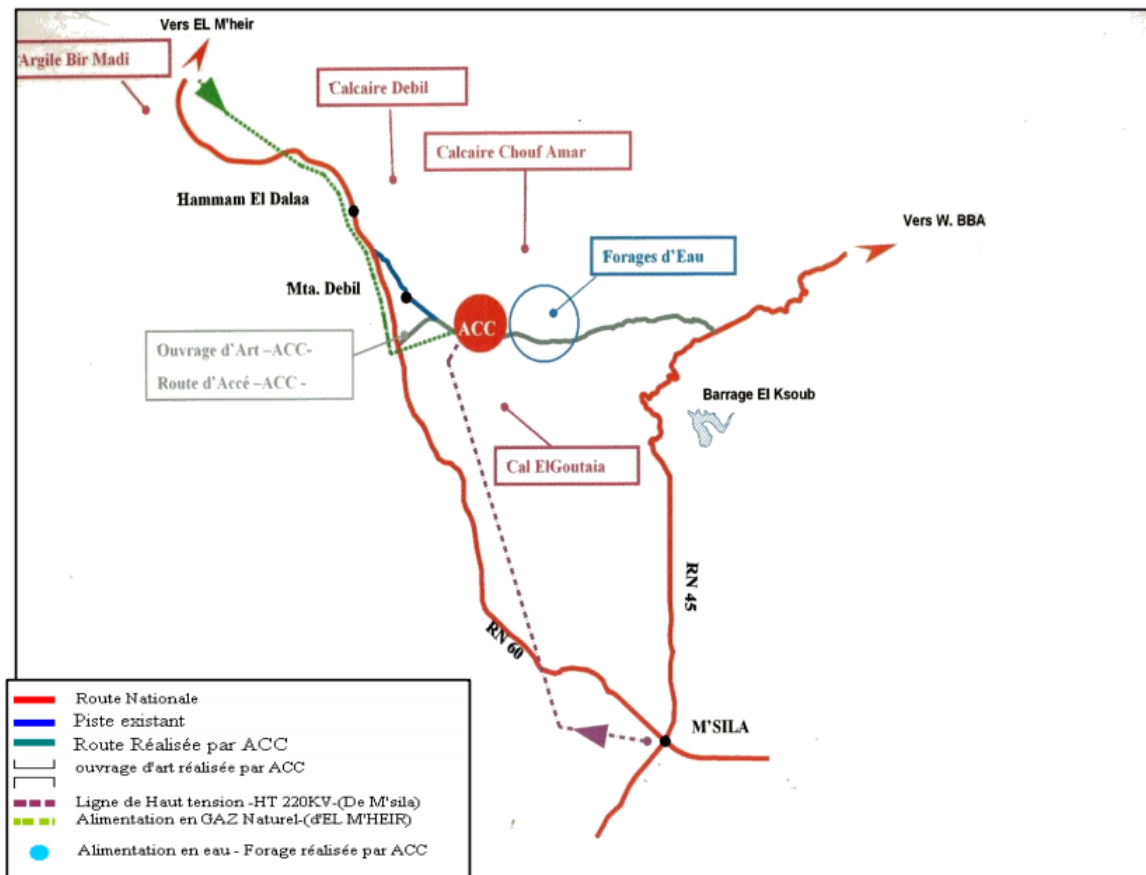 Vers EL M'heir
Argile Bir Madi
Calcaire Debil
Calcaire Chouf Amar
Hammam El Dalaa
Vers W. BBA
Forages d'Eau
Mta. Debil
ACC
Ouvrage d'Art –ACC-
Route d'Accé –ACC -
Barrage El Ksoub
Cal ElGoutaia
RN 45
RN 60
M'SILA
Route Nationale
Piste existant
Route Réalisée par ACC
ouvrage d'art réalisée par ACC
Ligne de Haut tension -HT 220KV-(De M'sila)
Alimentation en GAZ Naturel-(d'EL M'HEIR)
Alimentation en eau - Forage réalisée par ACC